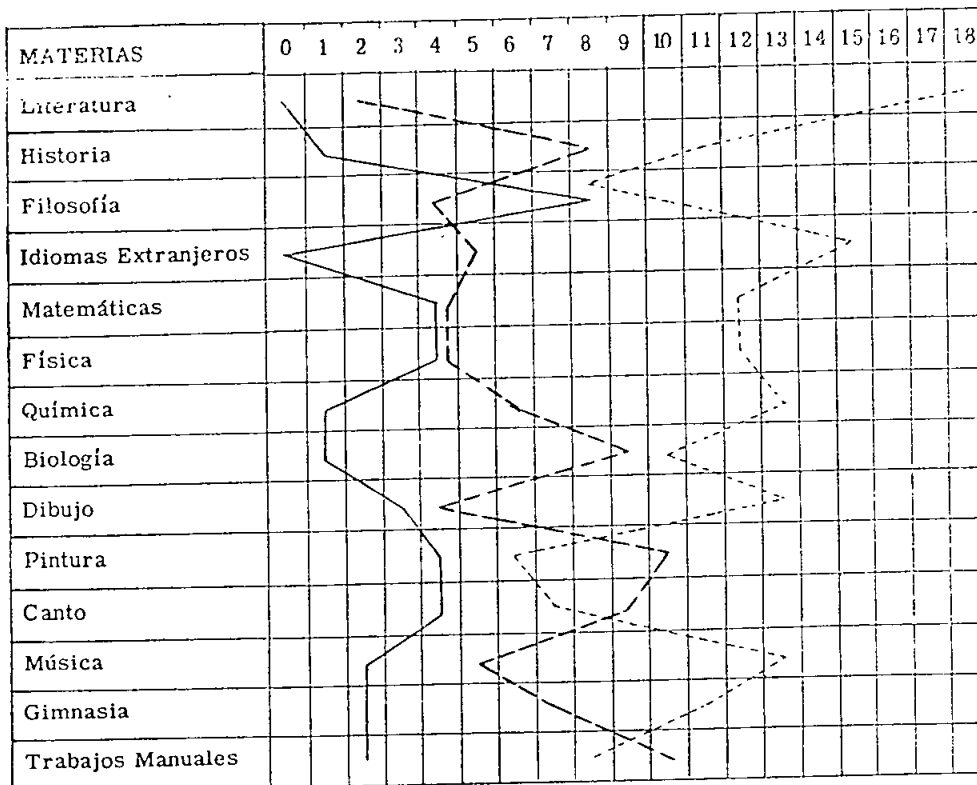 MATERIAS 0 1 2 3 4 5 6 7 8 9 10 11 12 13 14 15 16 17 18
Literatura
Historia
Filosofía
Idiomas Extranjeros
Matemáticas
Física
Química
Biología
Dibujo
Pintura
Canto
Música
Gimnasia
Trabajos Manuales